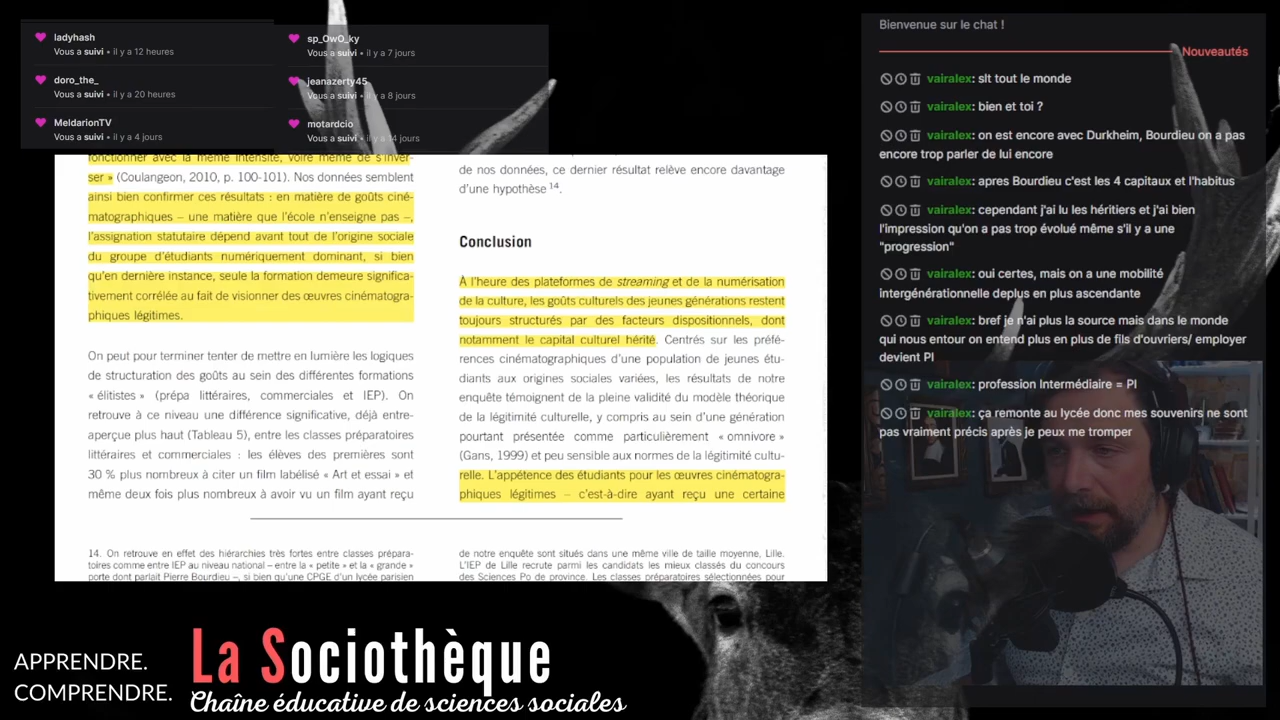 ladyhash
Vous a suivi • il y a 12 heures
doro_the_
Vous a suivi • il y a 20 heures
MeldarionTV
Vous a suivi • il y a 4 jours
sp_OwO_ky
Vous a suivi • il y a 7 jours
jeanazerty45
Vous a suivi • il y a 8 jours
motardcio
Vous a suivi • il y a 14 jours
fonctionner avec la même intensité, voire même de s'inver-
ser » (Coulangeon, 2010, p. 100-101). Nos données semblent
ainsi bien confirmer ces résultats : en matière de goûts ciné-
matographiques – une matière que l'école n'enseigne pas –,
l'assignation statutaire dépend avant tout de l'origine sociale
du groupe d'étudiants numériquement dominant, si bien
qu'en dernière instance, seule la formation demeure significa-
tivement corrélée au fait de visionner des œuvres cinématogra-
phiques légitimes.
On peut pour terminer tenter de mettre en lumière les logiques
de structuration des goûts au sein des différentes formations
« élitistes » (prépa littéraires, commerciales et IEP). On
retrouve à ce niveau une différence significative, déjà entre-
aperçue plus haut (Tableau 5), entre les classes préparatoires
littéraires et commerciales : les élèves des premières sont
30 % plus nombreux à citer un film labélisé « Art et essai » et
même deux fois plus nombreux à avoir vu un film ayant reçu
14. On retrouve en effet des hiérarchies très fortes entre classes prépara-
toires comme entre IEP au niveau national – entre la « petite » et la « grande »
porte dont parlait Pierre Bourdieu –, si bien qu'une CPGE d'un lycée parisien
de nos données, ce dernier résultat relève encore davantage
d'une hypothèse 14.
Conclusion
À l'heure des plateformes de streaming et de la numérisation
de la culture, les goûts culturels des jeunes générations restent
toujours structurés par des facteurs dispositionnels, dont
notamment le capital culturel hérité. Centrés sur les préfé-
rences cinématographiques d'une population de jeunes étu-
diants aux origines sociales variées, les résultats de notre
enquête témoignent de la pleine validité du modèle théorique
de la légitimité culturelle, y compris au sein d'une génération
pourtant présentée comme particulièrement « omnivore »
(Gans, 1999) et peu sensible aux normes de la légitimité cultu-
relle. L'appétence des étudiants pour les œuvres cinématogra-
phiques légitimes – c'est-à-dire ayant reçu une certaine
de notre enquête sont situés dans une même ville de taille moyenne, Lille.
L'IEP de Lille recrute parmi les candidats les mieux classés du concours
des Sciences Po de province. Les classes préparatoires sélectionnées pour
Bienvenue sur le chat !
Nouveautés
vairalex: slt tout le monde
vairalex: bien et toi ?
vairalex: on est encore avec Durkheim, Bourdieu on a pas
encore trop parler de lui encore
vairalex: apres Bourdieu c'est les 4 capitaux et l'habitus
vairalex: cependant j'ai lu les héritiers et j'ai bien
l'impression qu'on a pas trop évolué même s'il y a une
"progression"
vairalex: oui certes, mais on a une mobilité
intergénérationnelle deplus en plus ascendante
vairalex: bref je n'ai plus la source mais dans le monde
qui nous entour on entend plus en plus de fils d'ouvriers/ employer
devient PI
vairalex: profession Intermédiaire = PI
vairalex: ça remonte au lycée donc mes souvenirs ne sont
pas vraiment précis après je peux me tromper
APPRENDRE.
COMPRENDRE.
La Sociothèque
Chaîne éducative de sciences sociales